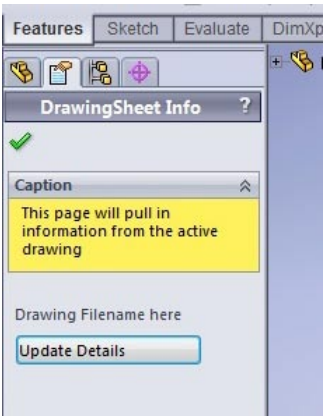 Features Sketch Evaluate DimXp
DrawingSheet Info ?
Caption
This page will pull in
information from the active
drawing
Drawing Filename here
Update Details